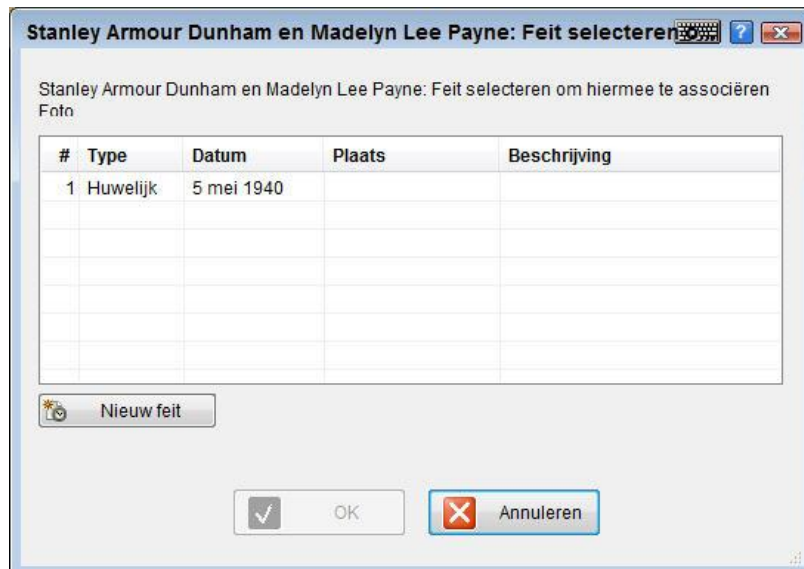 Stanley Armour Dunham en Madelyn Lee Payne: Feit selecteren
Stanley Armour Dunham en Madelyn Lee Payne: Feit selecteren om hiermee te associëren
Foto
# Type Datum Plaats Beschrijving
1 Huwelijk 5 mei 1940
Nieuw feit
OK Annuleren